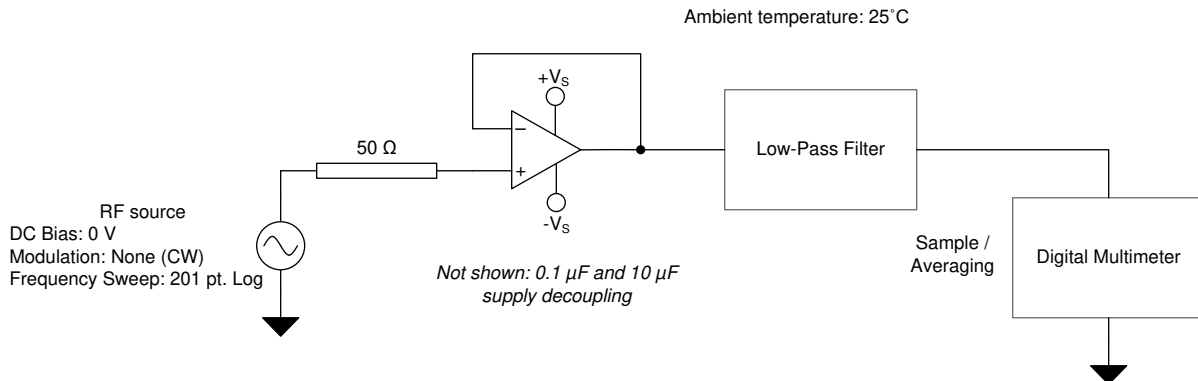 Ambient temperature: 25˚C
+VS
−
50 Ω
+
Low-Pass Filter
-VS
RF source
DC Bias: 0 V
Modulation: None (CW)
Frequency Sweep: 201 pt. Log
Not shown: 0.1 µF and 10 µF
supply decoupling
Sample /
Averaging
Digital Multimeter